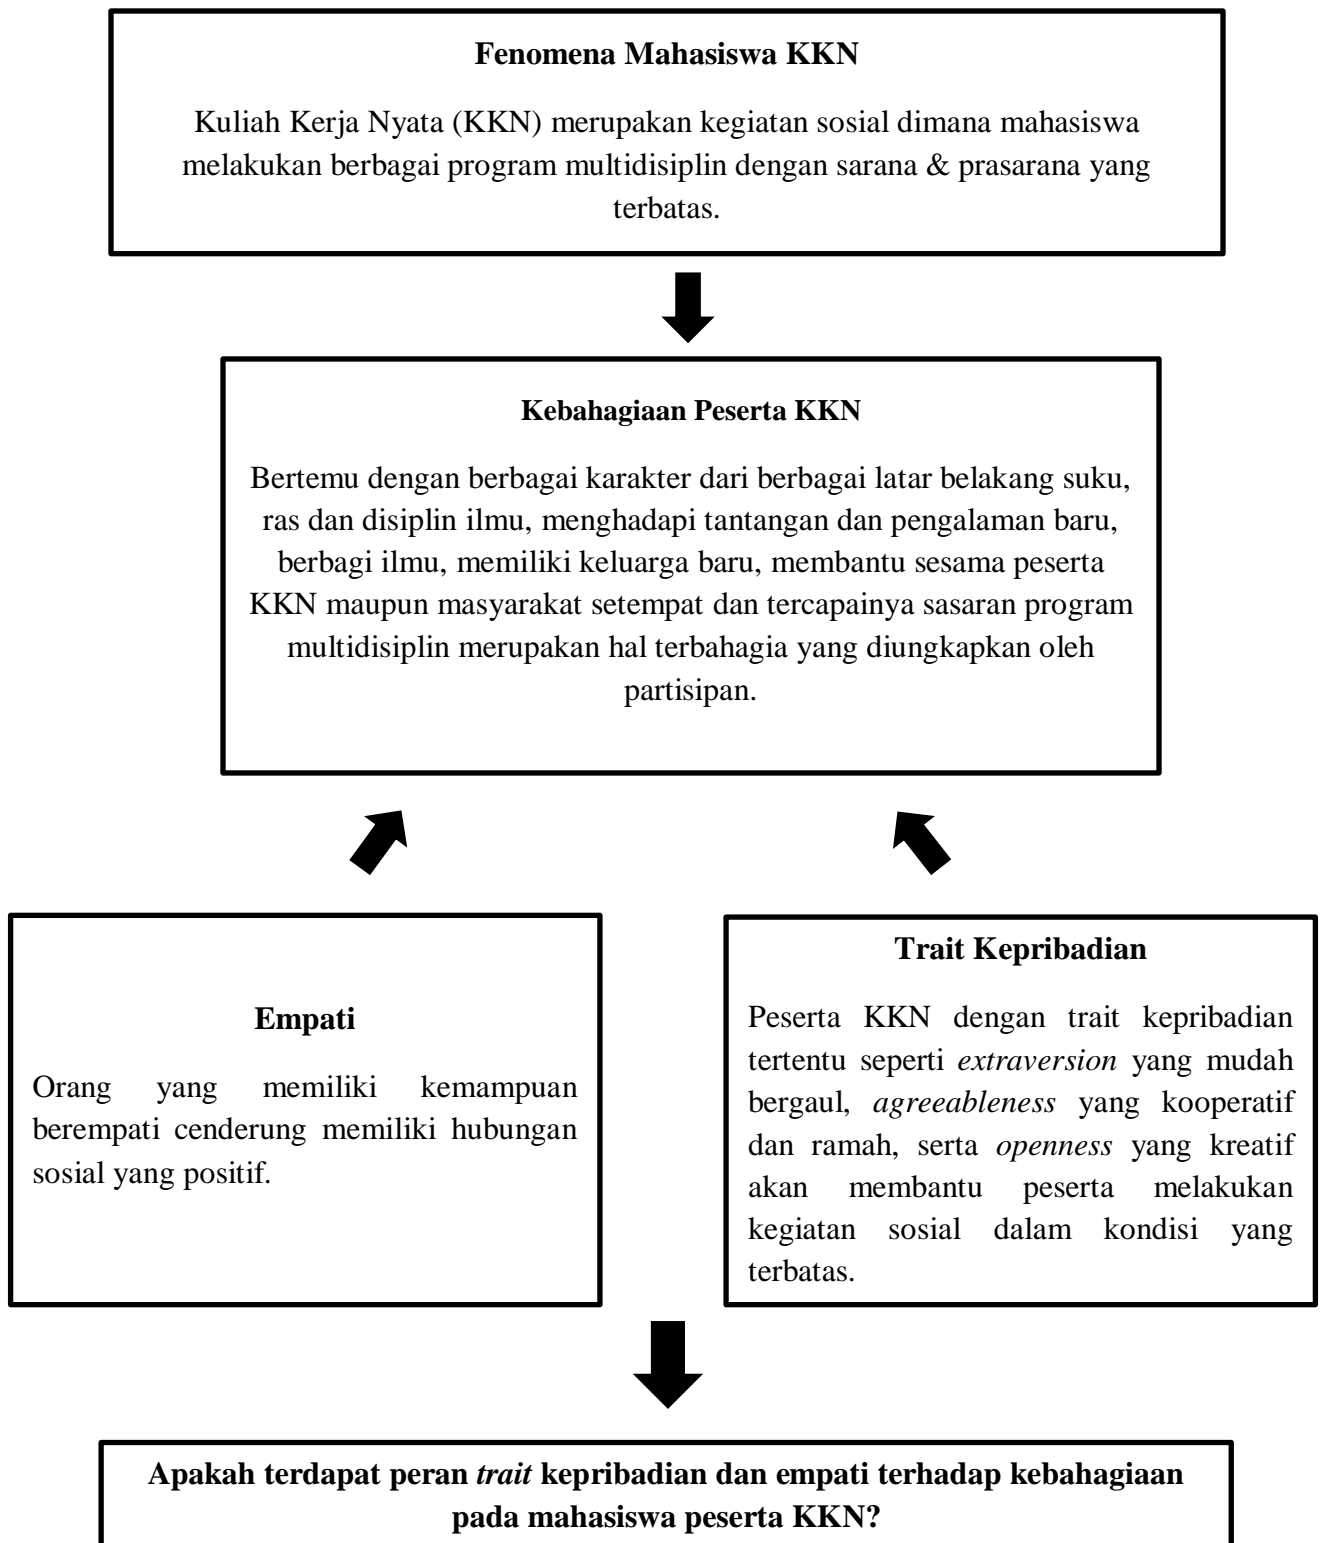 Fenomena Mahasiswa KKN
Kuliah Kerja Nyata (KKN) merupakan kegiatan sosial dimana mahasiswa
melakukan berbagai program multidisiplin dengan sarana & prasarana yang
terbatas.
Kebahagiaan Peserta KKN
Bertemu dengan berbagai karakter dari berbagai latar belakang suku,
ras dan disiplin ilmu, menghadapi tantangan dan pengalaman baru,
berbagi ilmu, memiliki keluarga baru, membantu sesama peserta
KKN maupun masyarakat setempat dan tercapainya sasaran program
multidisiplin merupakan hal terbahagia yang diungkapkan oleh
partisipan.
Empati
Orang yang memiliki kemampuan
berempati cenderung memiliki hubungan
sosial yang positif.
Trait Kepribadian
Peserta KKN dengan trait kepribadian
tertentu seperti extraversion yang mudah
bergaul, agreeableness yang kooperatif
dan ramah, serta openness yang kreatif
akan membantu peserta melakukan
kegiatan sosial dalam kondisi yang
terbatas.
Apakah terdapat peran trait kepribadian dan empati terhadap kebahagiaan
pada mahasiswa peserta KKN?